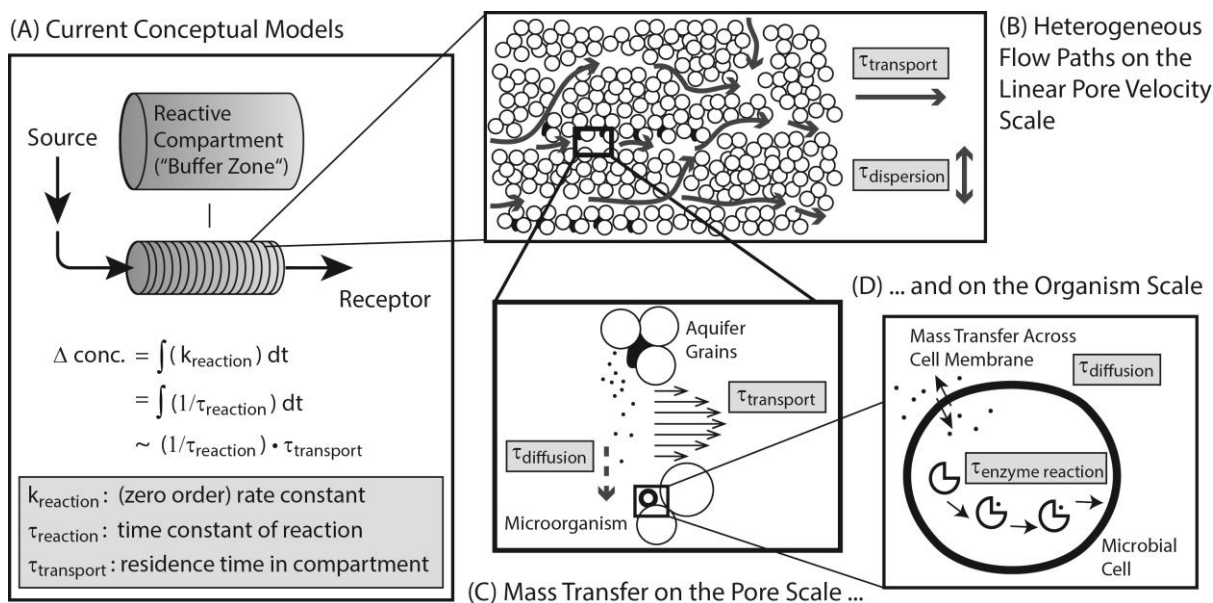 (A) Current Conceptual Models
Reactive
Compartment
("Buffer Zone")
Source
Receptor
Δ conc. = ∫(k_reaction) dt
= ∫(1/τ_reaction) dt
~ (1/τ_reaction) • τ_transport
k_reaction : (zero order) rate constant
τ_reaction : time constant of reaction
τ_transport : residence time in compartment
(B) Heterogeneous
Flow Paths on the
Linear Pore Velocity
Scale
τ_transport
τ_dispersion
Aquifer
Grains
τ_transport
τ_diffusion
Microorganism
(C) Mass Transfer on the Pore Scale ...
(D) ... and on the Organism Scale
Mass Transfer Across
Cell Membrane
τ_diffusion
τ_enzyme reaction
Microbial
Cell